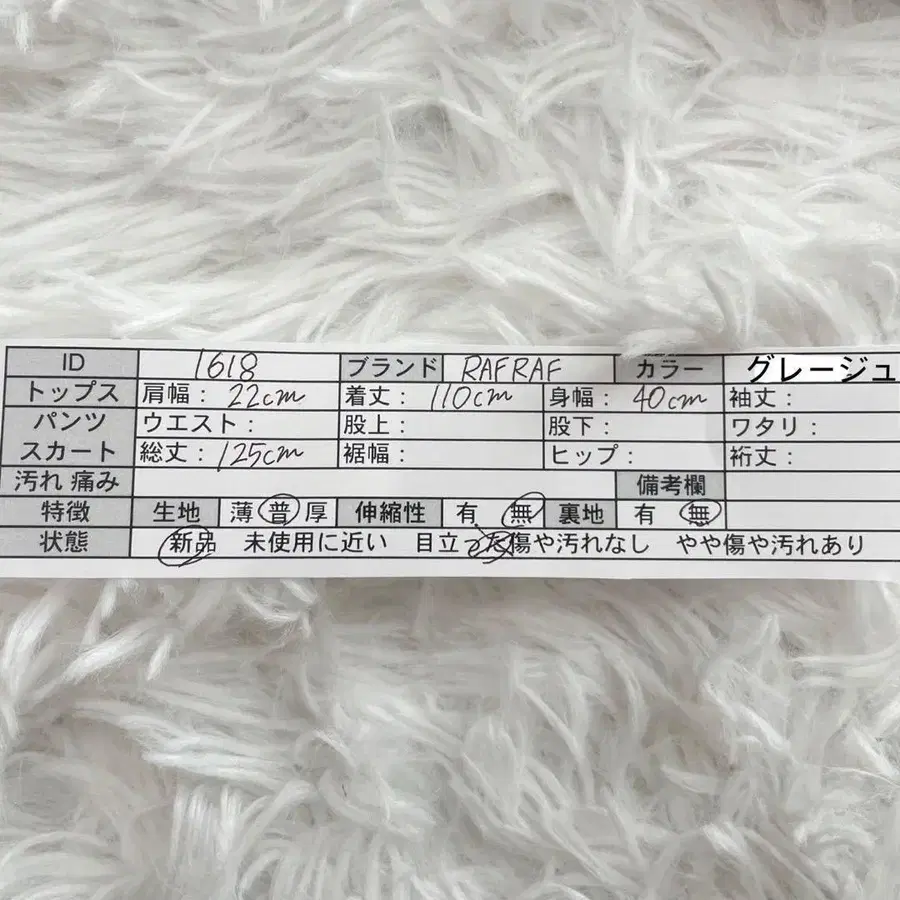 ID 1618 ブランド RAFRAF カラー グレージュ
トップス 肩幅: 22cm 着丈: 110cm 身幅: 40cm 袖丈:
パンツ ウエスト: 股上: 股下: ワタリ:
スカート 総丈: 125cm 裾幅: ヒップ: 裄丈:
汚れ 痛み 備考欄
特徴 生地 薄 普 厚 伸縮性 有 無 裏地 有 無
状態 新品 未使用に近い 目立った傷や汚れなし やや傷や汚れあり